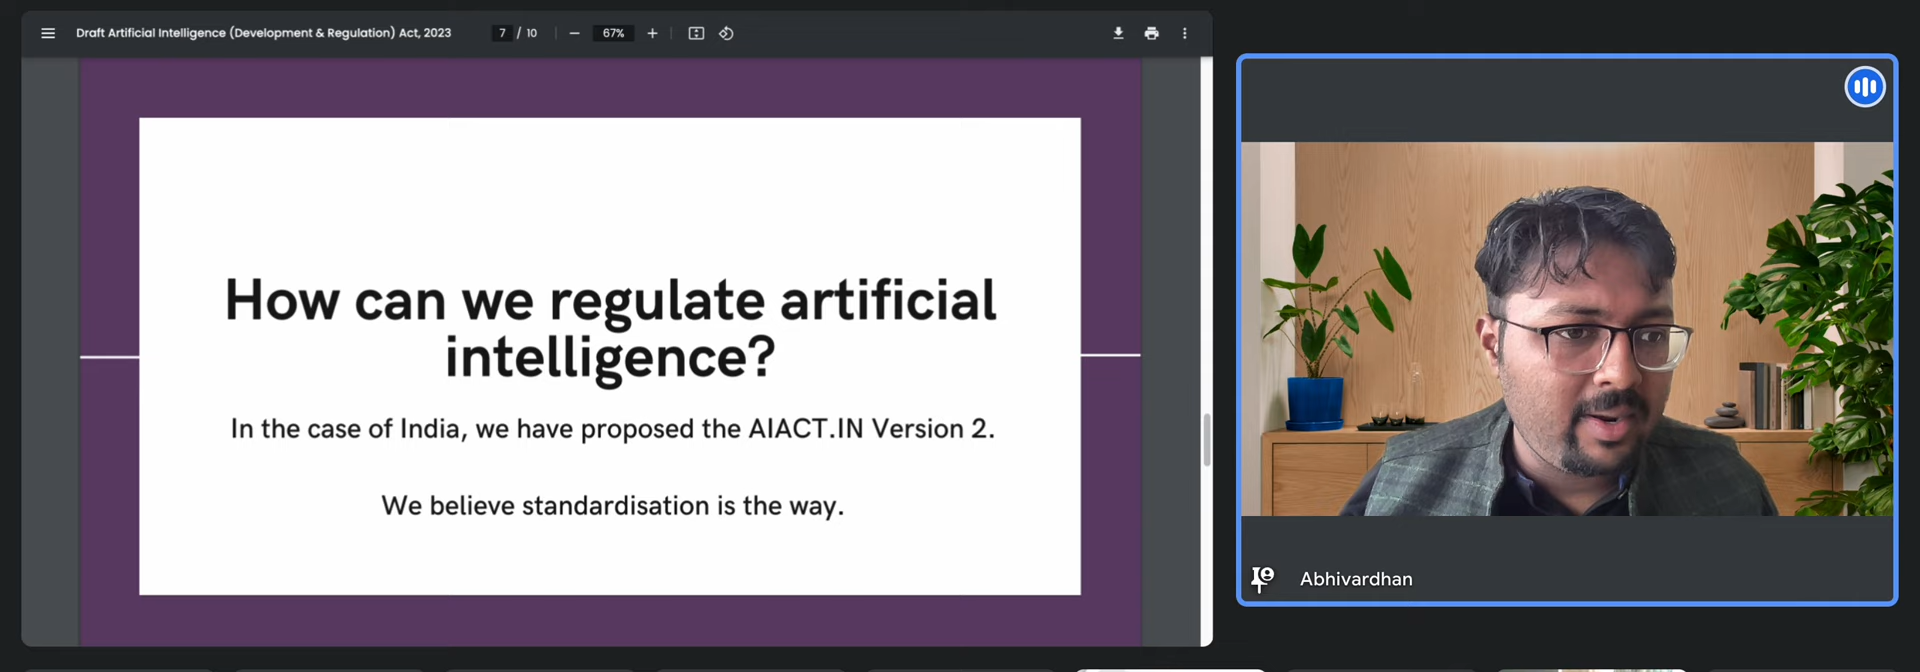 Draft Artificial Intelligence (Development & Regulation) Act, 2023
7 / 10
67%
How can we regulate artificial
intelligence?
In the case of India, we have proposed the AIACT.IN Version 2.
We believe standardisation is the way.
Abhivardhan